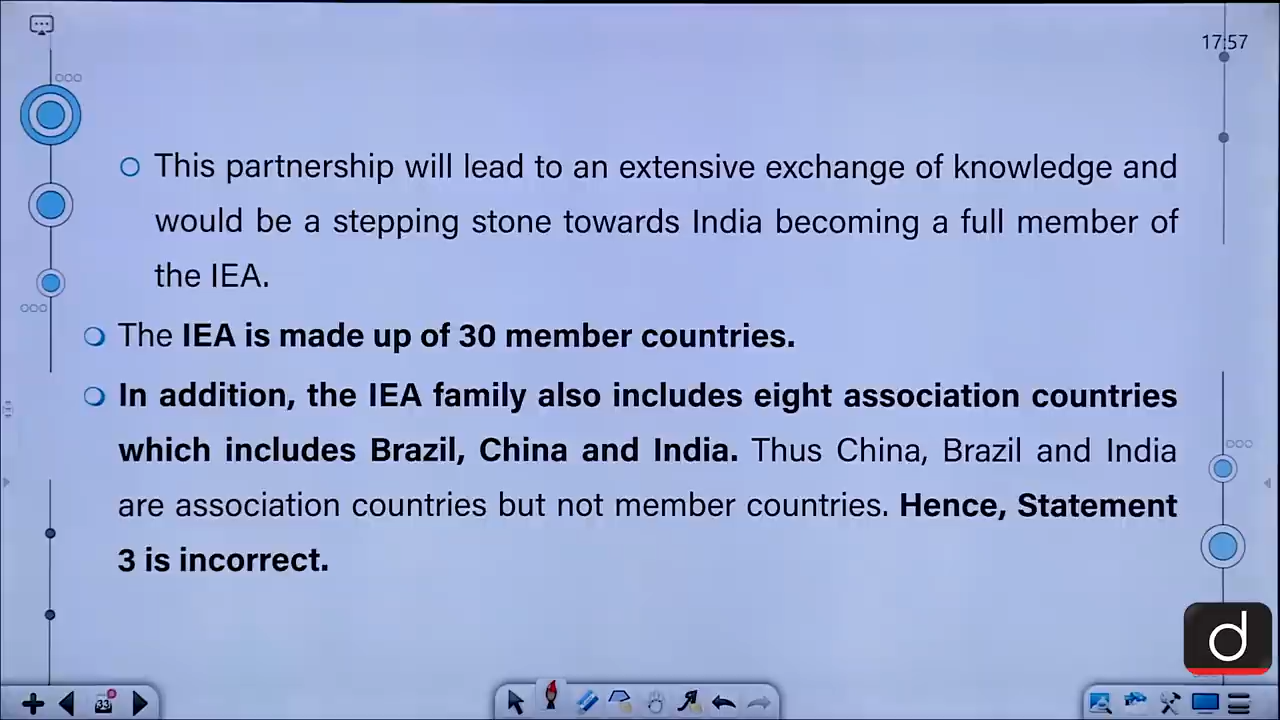 17:57
This partnership will lead to an extensive exchange of knowledge and
would be a stepping stone towards India becoming a full member of
the IEA.
The IEA is made up of 30 member countries.
In addition, the IEA family also includes eight association countries
which includes Brazil, China and India. Thus China, Brazil and India
are association countries but not member countries. Hence, Statement
3 is incorrect.
d
33